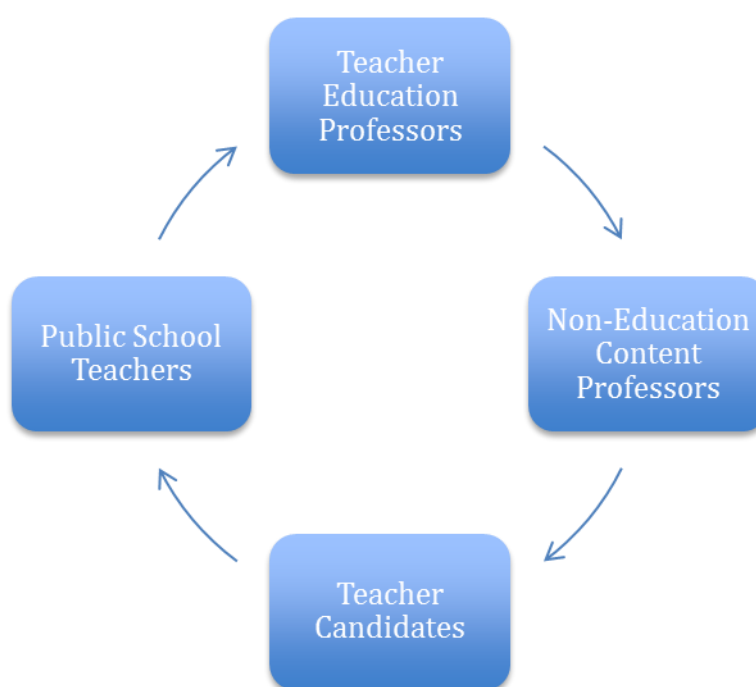 Teacher
Education
Professors
Public School
Teachers
Non-Education
Content
Professors
Teacher
Candidates